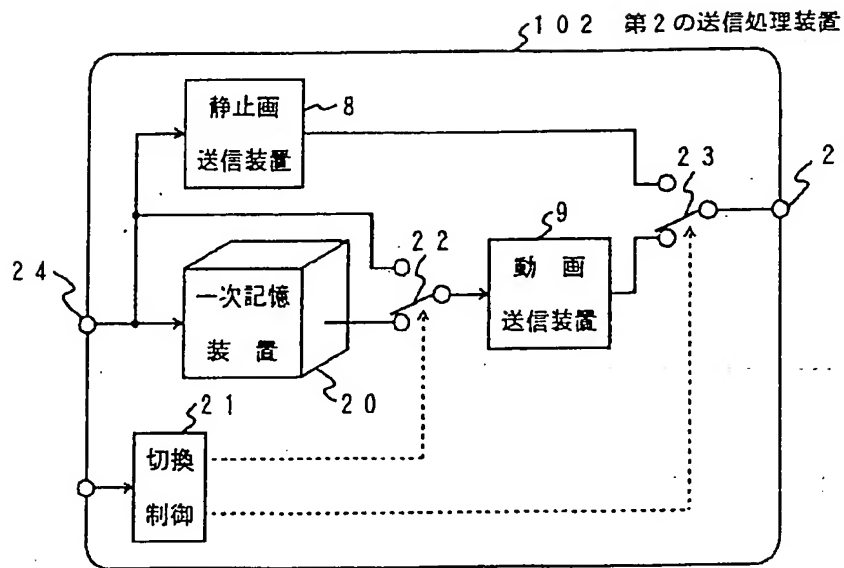 102 第2の送信処理装置
静止画
送信装置
8
23
2
22
9
動画
送信装置
24
一次記憶
装置
20
21
切換
制御